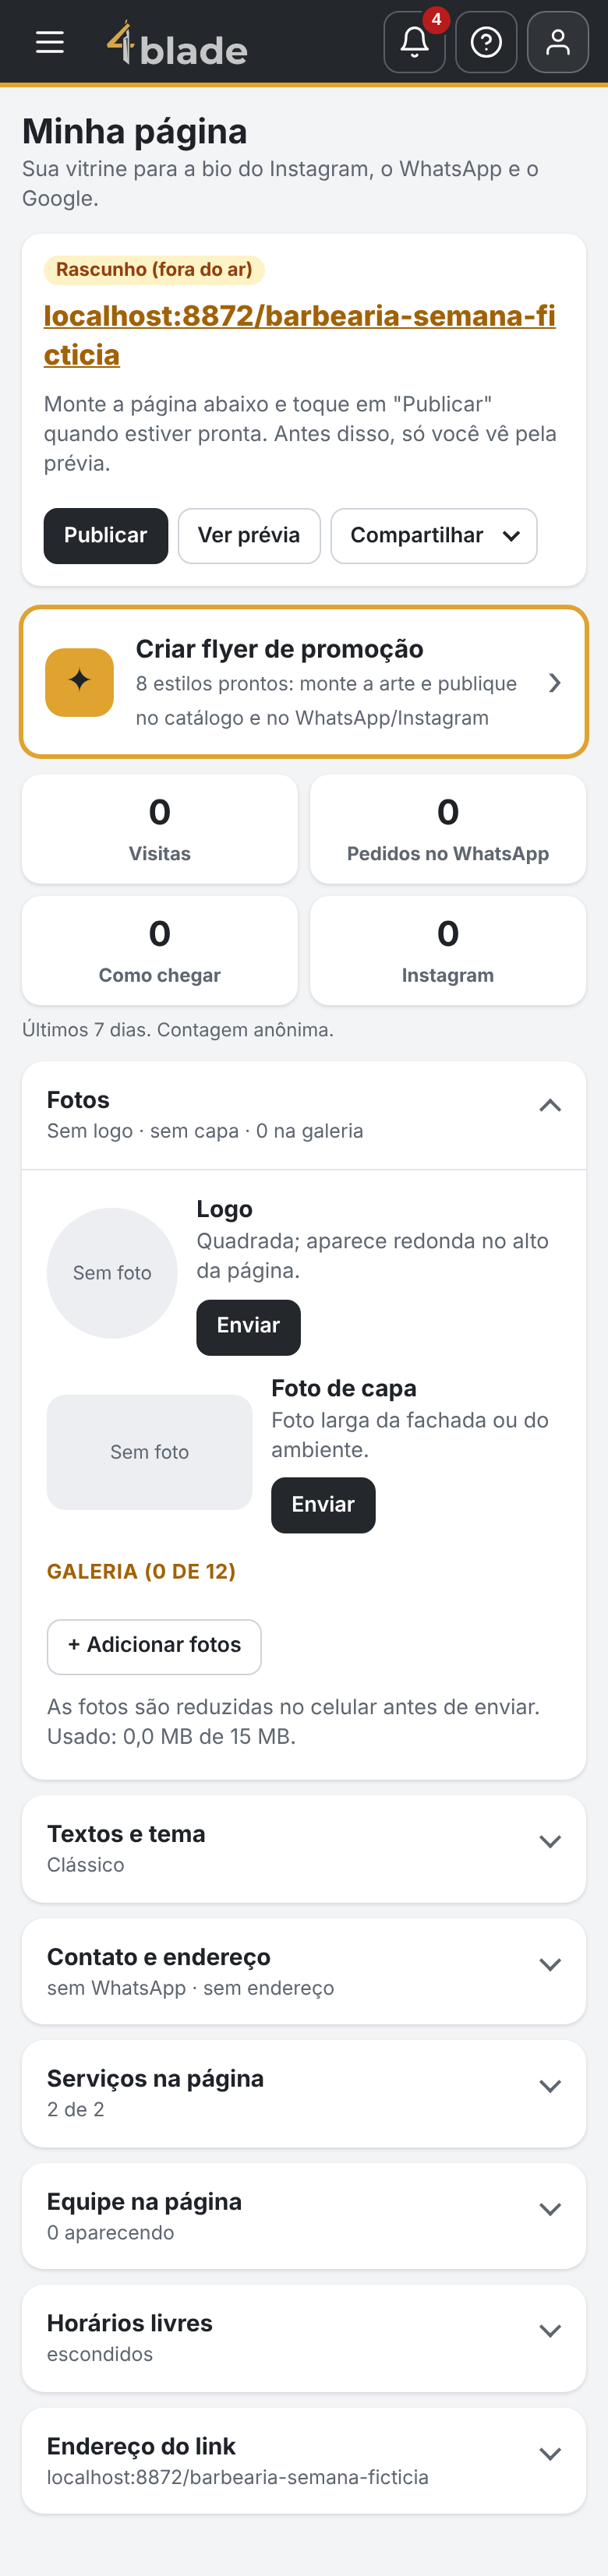 4blade
4
Minha página
Sua vitrine para a bio do Instagram, o WhatsApp e o
Google.
Rascunho (fora do ar)
localhost:8872/barbearia-semana-fi
cticia
Monte a página abaixo e toque em "Publicar"
quando estiver pronta. Antes disso, só você vê pela
prévia.
Publicar
Ver prévia
Compartilhar
Criar flyer de promoção
8 estilos prontos: monte a arte e publique
no catálogo e no WhatsApp/Instagram
0
Visitas
0
Pedidos no WhatsApp
0
Como chegar
0
Instagram
Últimos 7 dias. Contagem anônima.
Fotos
Sem logo · sem capa · 0 na galeria
Sem foto
Logo
Quadrada; aparece redonda no alto
da página.
Enviar
Sem foto
Foto de capa
Foto larga da fachada ou do
ambiente.
Enviar
GALERIA (0 DE 12)
+ Adicionar fotos
As fotos são reduzidas no celular antes de enviar.
Usado: 0,0 MB de 15 MB.
Textos e tema
Clássico
Contato e endereço
sem WhatsApp · sem endereço
Serviços na página
2 de 2
Equipe na página
0 aparecendo
Horários livres
escondidos
Endereço do link
localhost:8872/barbearia-semana-ficticia